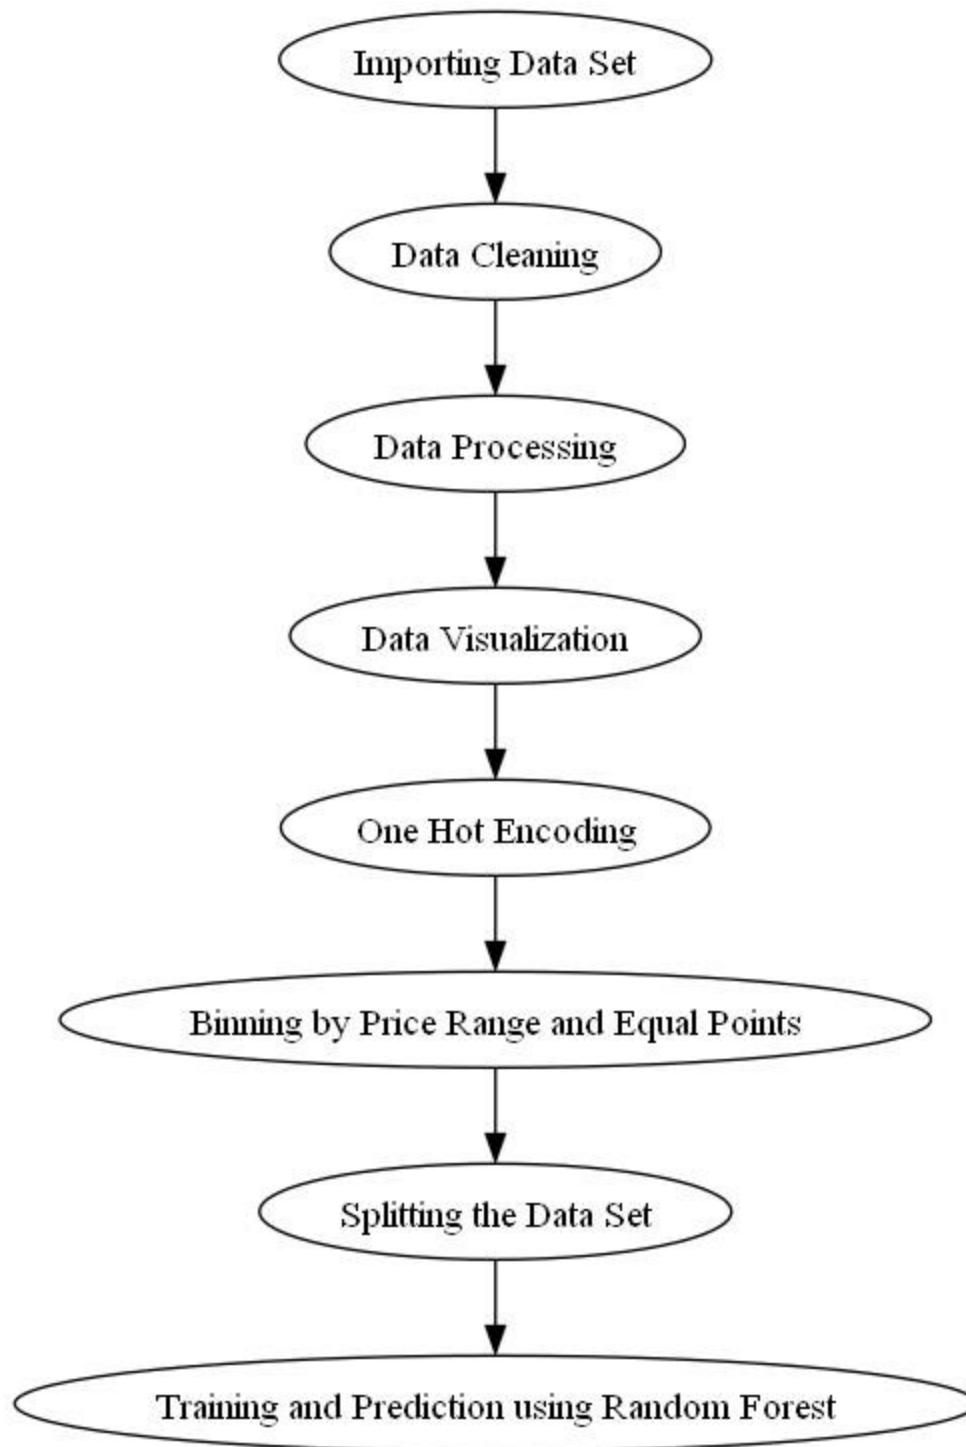 Importing Data Set
Data Cleaning
Data Processing
Data Visualization
One Hot Encoding
Binning by Price Range and Equal Points
Splitting the Data Set
Training and Prediction using Random Forest